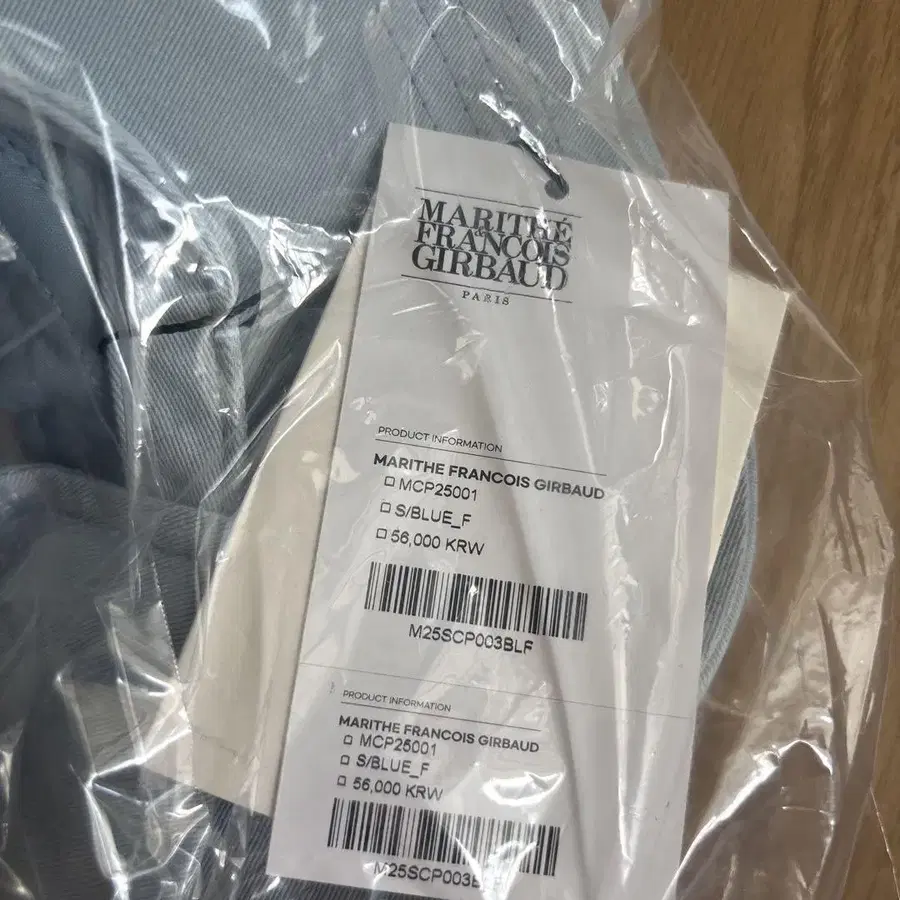 MARITHÉ
FRANCOIS
GIRBAUD
PARIS
PRODUCT INFORMATION
MARITHE FRANCOIS GIRBAUD
□ MCP25001
□ S/BLUE_F
□ 56,000 KRW
M25SCP003BLF
PRODUCT INFORMATION
MARITHE FRANCOIS GIRBAUD
□ MCP25001
□ S/BLUE_F
□ 56,000 KRW